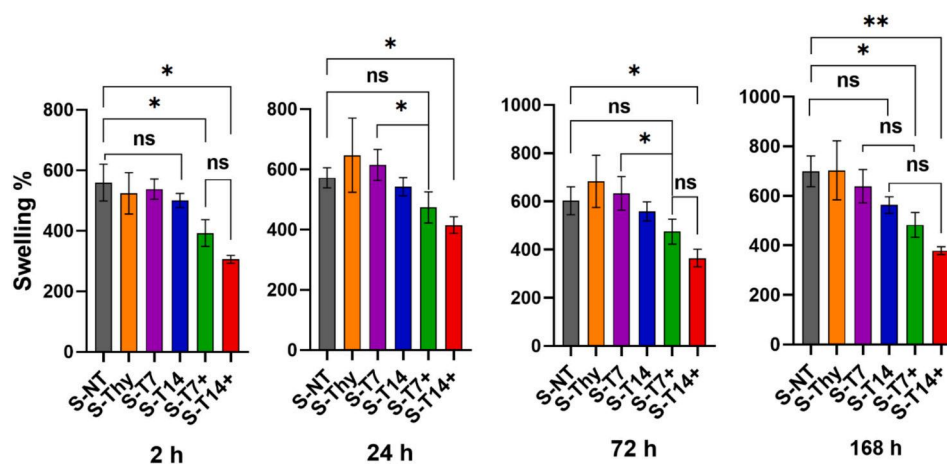 Swelling %
*
*
ns
ns
800
600
400
200
0
S-NT
S-Thy
S-T7
S-T14
S-T7+
S-T14+
2 h
*
ns
*
800
600
400
200
0
S-NT
S-Thy
S-T7
S-T14
S-T7+
S-T14+
24 h
*
ns
*
ns
1000
800
600
400
200
0
S-NT
S-Thy
S-T7
S-T14
S-T7+
S-T14+
72 h
**
*
ns
ns
ns
1000
800
600
400
200
0
S-NT
S-Thy
S-T7
S-T14
S-T7+
S-T14+
168 h